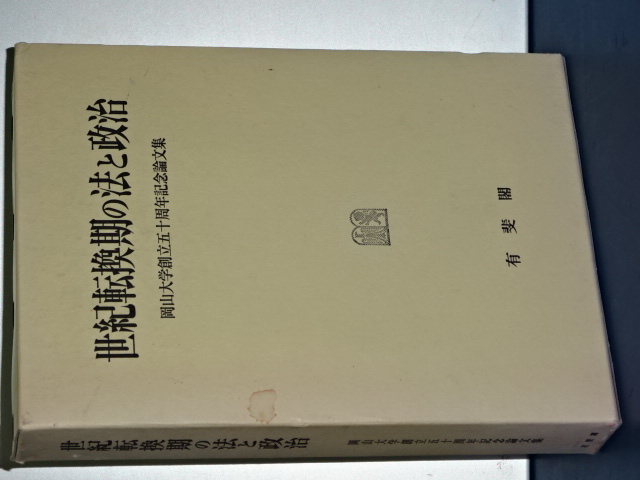 世紀転換期の法と政治
岡山大学創立五十周年記念論文集
有斐閣
世紀転換期の法と政治
岡山大学創立五十周年記念論文集